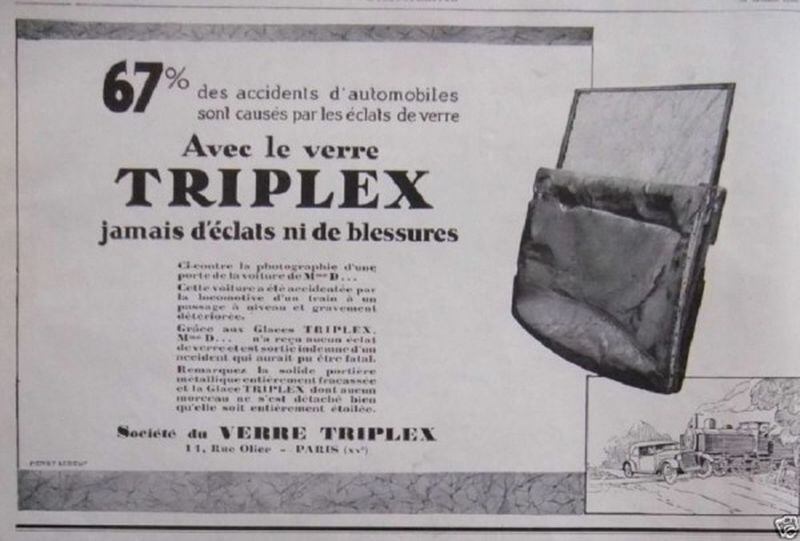 67% des accidents d'automobiles
sont causés par les éclats de verre
Avec le verre
TRIPLEX
jamais d'éclats ni de blessures
Ci-contre la photographie d'une
porte de la voiture de Mme D...
Cette voiture a été accidentée par
la locomotive d'un train à un
passage à niveau et gravement
détériorée.
Grâce aux Glaces TRIPLEX,
Mme D... n'a reçu aucun éclat
de verre et est sortie indemne d'un
accident qui aurait pu être fatal.
Remarquez la solide portière
métallique entièrement fracassée
et la Glace TRIPLEX dont aucun
morceau ne s'est détaché bien
qu'elle soit entièrement étoilée.
Société du VERRE TRIPLEX
11, Rue Olier - PARIS (XVe)